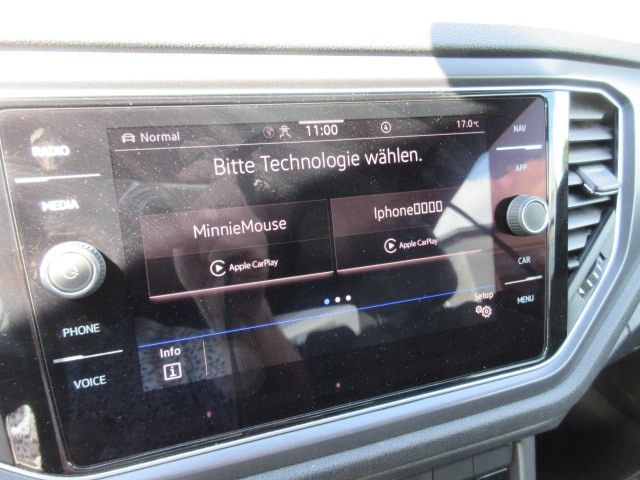 RADIO
MEDIA
PHONE
VOICE
Normal
11:00
17.0°C
Bitte Technologie wählen.
MinnieMouse
Apple CarPlay
Iphone▯▯▯▯
Apple CarPlay
Setup
Info
i
NAV
APP
CAR
MENU